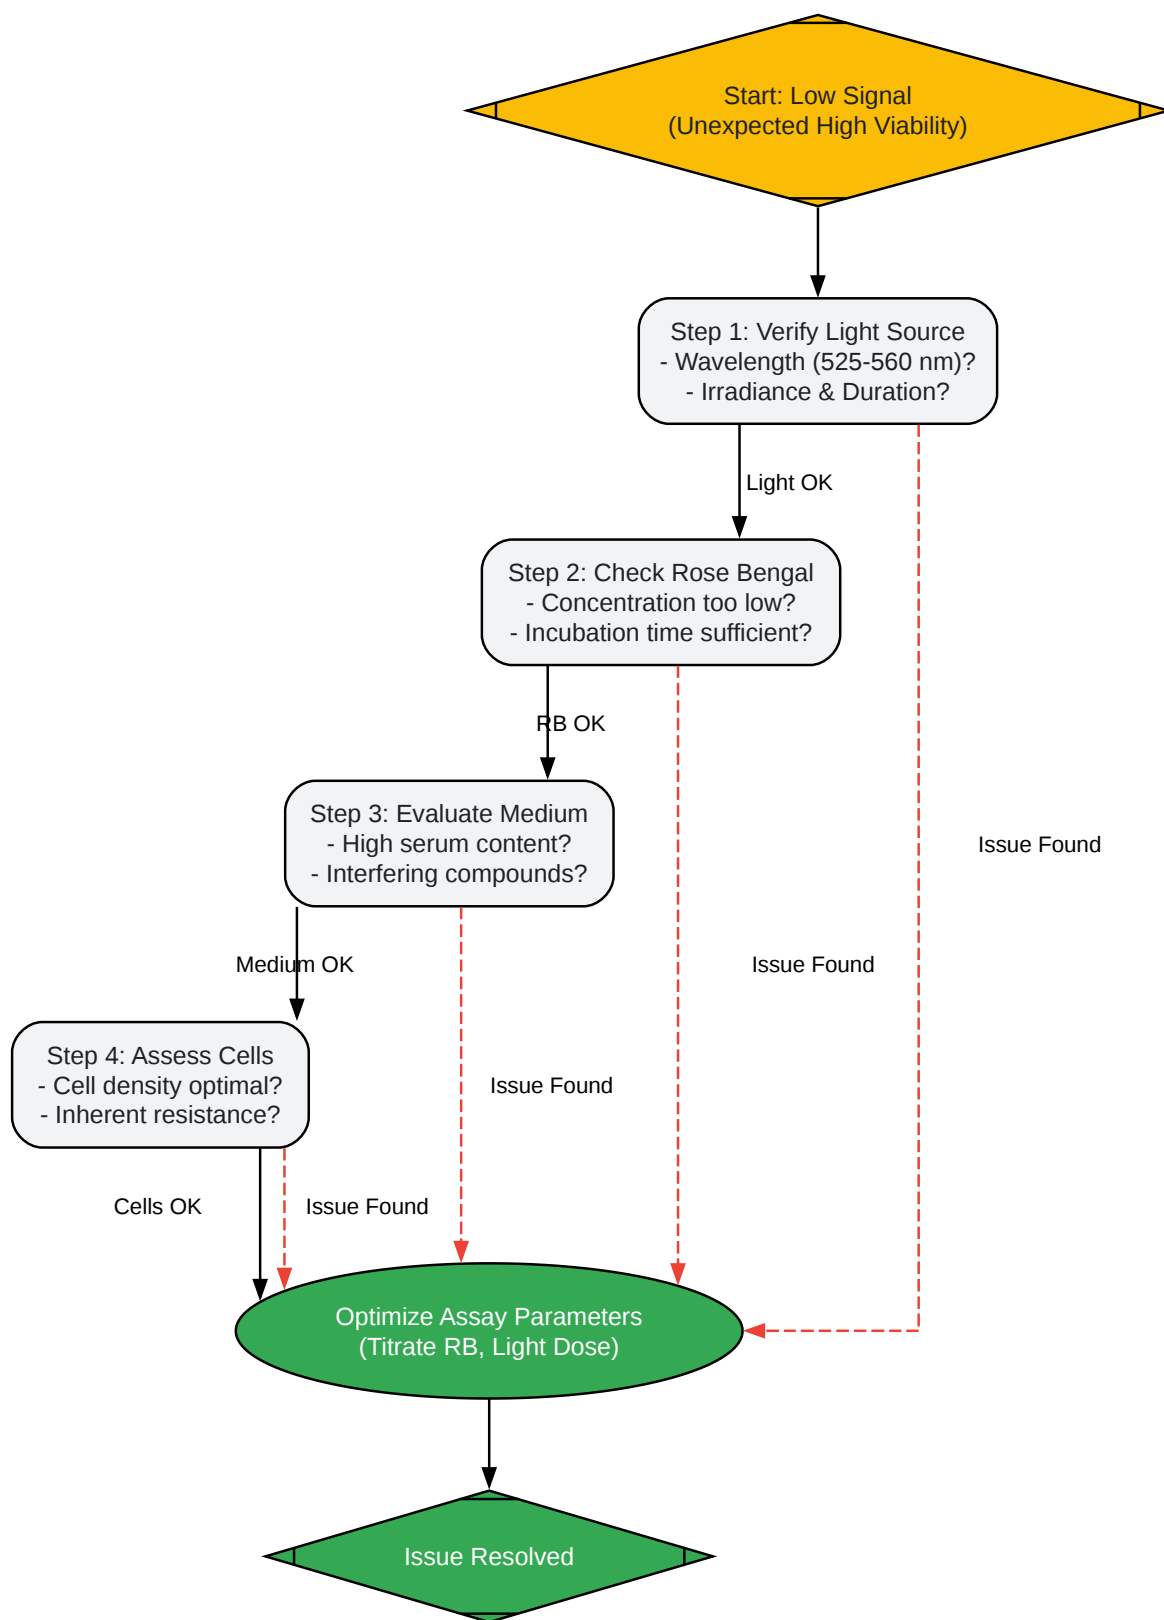 Start: Low Signal
(Unexpected High Viability)
Step 1: Verify Light Source
- Wavelength (525-560 nm)?
- Irradiance & Duration?
Light OK
Step 2: Check Rose Bengal
- Concentration too low?
- Incubation time sufficient?
RB OK
Step 3: Evaluate Medium
- High serum content?
- Interfering compounds?
Issue Found
Medium OK
Issue Found
Step 4: Assess Cells
- Cell density optimal?
- Inherent resistance?
Issue Found
Cells OK
Issue Found
Optimize Assay Parameters
(Titrate RB, Light Dose)
Issue Resolved